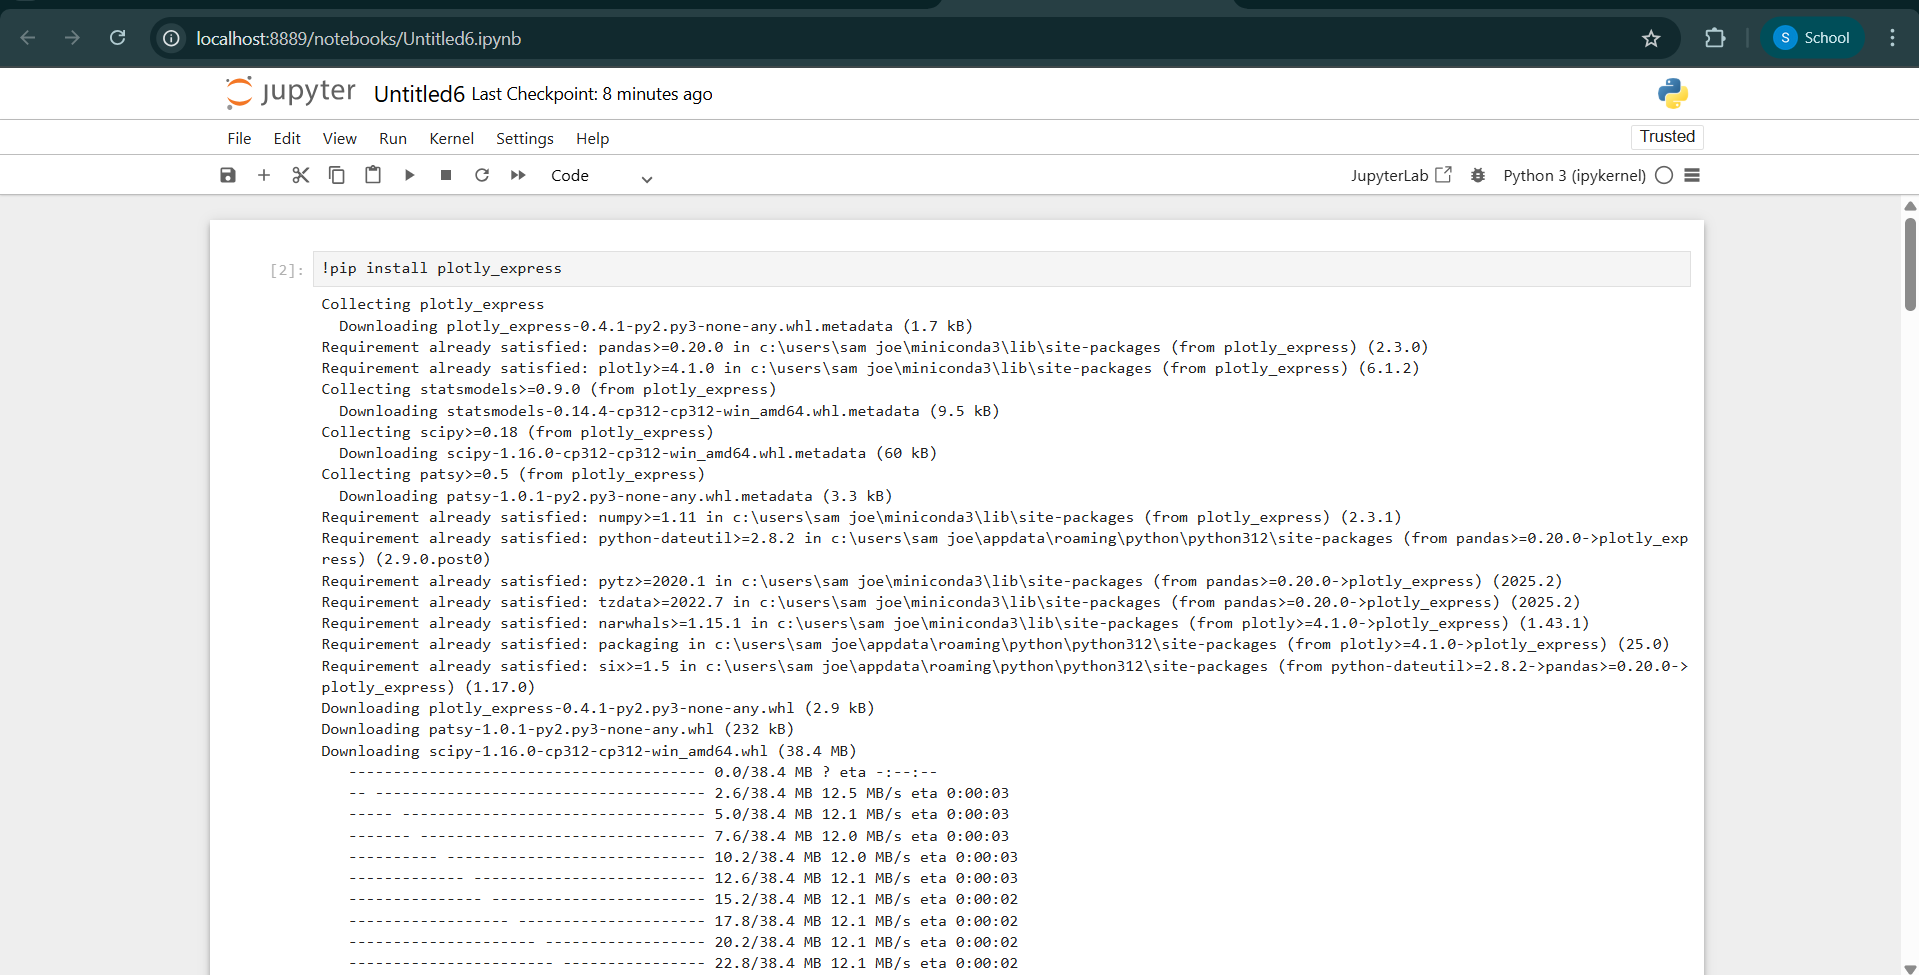 localhost:8889/notebooks/Untitled6.ipynb
S School
jupyter Untitled6 Last Checkpoint: 8 minutes ago
File Edit View Run Kernel Settings Help
Trusted
Code
JupyterLab
Python 3 (ipykernel)
[2]: !pip install plotly_express
Collecting plotly_express
Downloading plotly_express-0.4.1-py2.py3-none-any.whl.metadata (1.7 kB)
Requirement already satisfied: pandas>=0.20.0 in c:\users\sam joe\miniconda3\lib\site-packages (from plotly_express) (2.3.0)
Requirement already satisfied: plotly>=4.1.0 in c:\users\sam joe\miniconda3\lib\site-packages (from plotly_express) (6.1.2)
Collecting statsmodels>=0.9.0 (from plotly_express)
Downloading statsmodels-0.14.4-cp312-cp312-win_amd64.whl.metadata (9.5 kB)
Collecting scipy>=0.18 (from plotly_express)
Downloading scipy-1.16.0-cp312-cp312-win_amd64.whl.metadata (60 kB)
Collecting patsy>=0.5 (from plotly_express)
Downloading patsy-1.0.1-py2.py3-none-any.whl.metadata (3.3 kB)
Requirement already satisfied: numpy>=1.11 in c:\users\sam joe\miniconda3\lib\site-packages (from plotly_express) (2.3.1)
Requirement already satisfied: python-dateutil>=2.8.2 in c:\users\sam joe\appdata\roaming\python\python312\site-packages (from pandas>=0.20.0->plotly_exp
ress) (2.9.0.post0)
Requirement already satisfied: pytz>=2020.1 in c:\users\sam joe\miniconda3\lib\site-packages (from pandas>=0.20.0->plotly_express) (2025.2)
Requirement already satisfied: tzdata>=2022.7 in c:\users\sam joe\miniconda3\lib\site-packages (from pandas>=0.20.0->plotly_express) (2025.2)
Requirement already satisfied: narwhals>=1.15.1 in c:\users\sam joe\miniconda3\lib\site-packages (from plotly>=4.1.0->plotly_express) (1.43.1)
Requirement already satisfied: packaging in c:\users\sam joe\appdata\roaming\python\python312\site-packages (from plotly>=4.1.0->plotly_express) (25.0)
Requirement already satisfied: six>=1.5 in c:\users\sam joe\appdata\roaming\python\python312\site-packages (from python-dateutil>=2.8.2->pandas>=0.20.0->
plotly_express) (1.17.0)
Downloading plotly_express-0.4.1-py2.py3-none-any.whl (2.9 kB)
Downloading patsy-1.0.1-py2.py3-none-any.whl (232 kB)
Downloading scipy-1.16.0-cp312-cp312-win_amd64.whl (38.4 MB)
---------------------------------------- 0.0/38.4 MB ? eta -:--:--
-- ------------------------------------- 2.6/38.4 MB 12.5 MB/s eta 0:00:03
----- ---------------------------------- 5.0/38.4 MB 12.1 MB/s eta 0:00:03
------- -------------------------------- 7.6/38.4 MB 12.0 MB/s eta 0:00:03
---------- ----------------------------- 10.2/38.4 MB 12.0 MB/s eta 0:00:03
------------- -------------------------- 12.6/38.4 MB 12.1 MB/s eta 0:00:03
--------------- ------------------------ 15.2/38.4 MB 12.1 MB/s eta 0:00:02
------------------ --------------------- 17.8/38.4 MB 12.1 MB/s eta 0:00:02
--------------------- ------------------ 20.2/38.4 MB 12.1 MB/s eta 0:00:02
----------------------- ---------------- 22.8/38.4 MB 12.1 MB/s eta 0:00:02